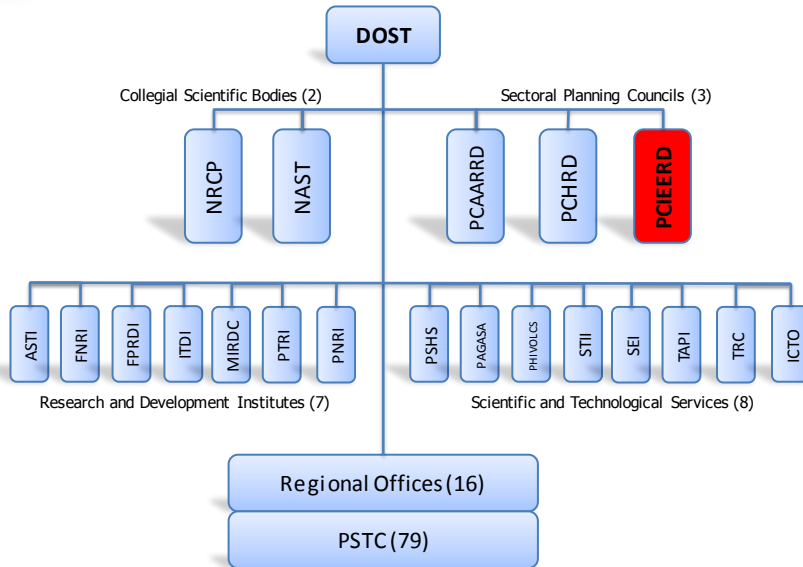 DOST
Collegial Scientific Bodies (2)
Sectoral Planning Councils (3)
NRCP
NAST
PCAARRD
PCHRD
PCIEERD
ASTI
FNRI
FPRDI
ITDI
MIRDC
PTRI
PNRI
PSHS
PAGASA
PHIVOLCS
STII
SEI
TAPI
TRC
ICTO
Research and Development Institutes (7)
Scientific and Technological Services (8)
Regional Offices (16)
PSTC (79)